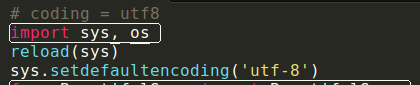 # coding = utf8
import sys, os
reload(sys)
sys.setdefaultencoding('utf-8')